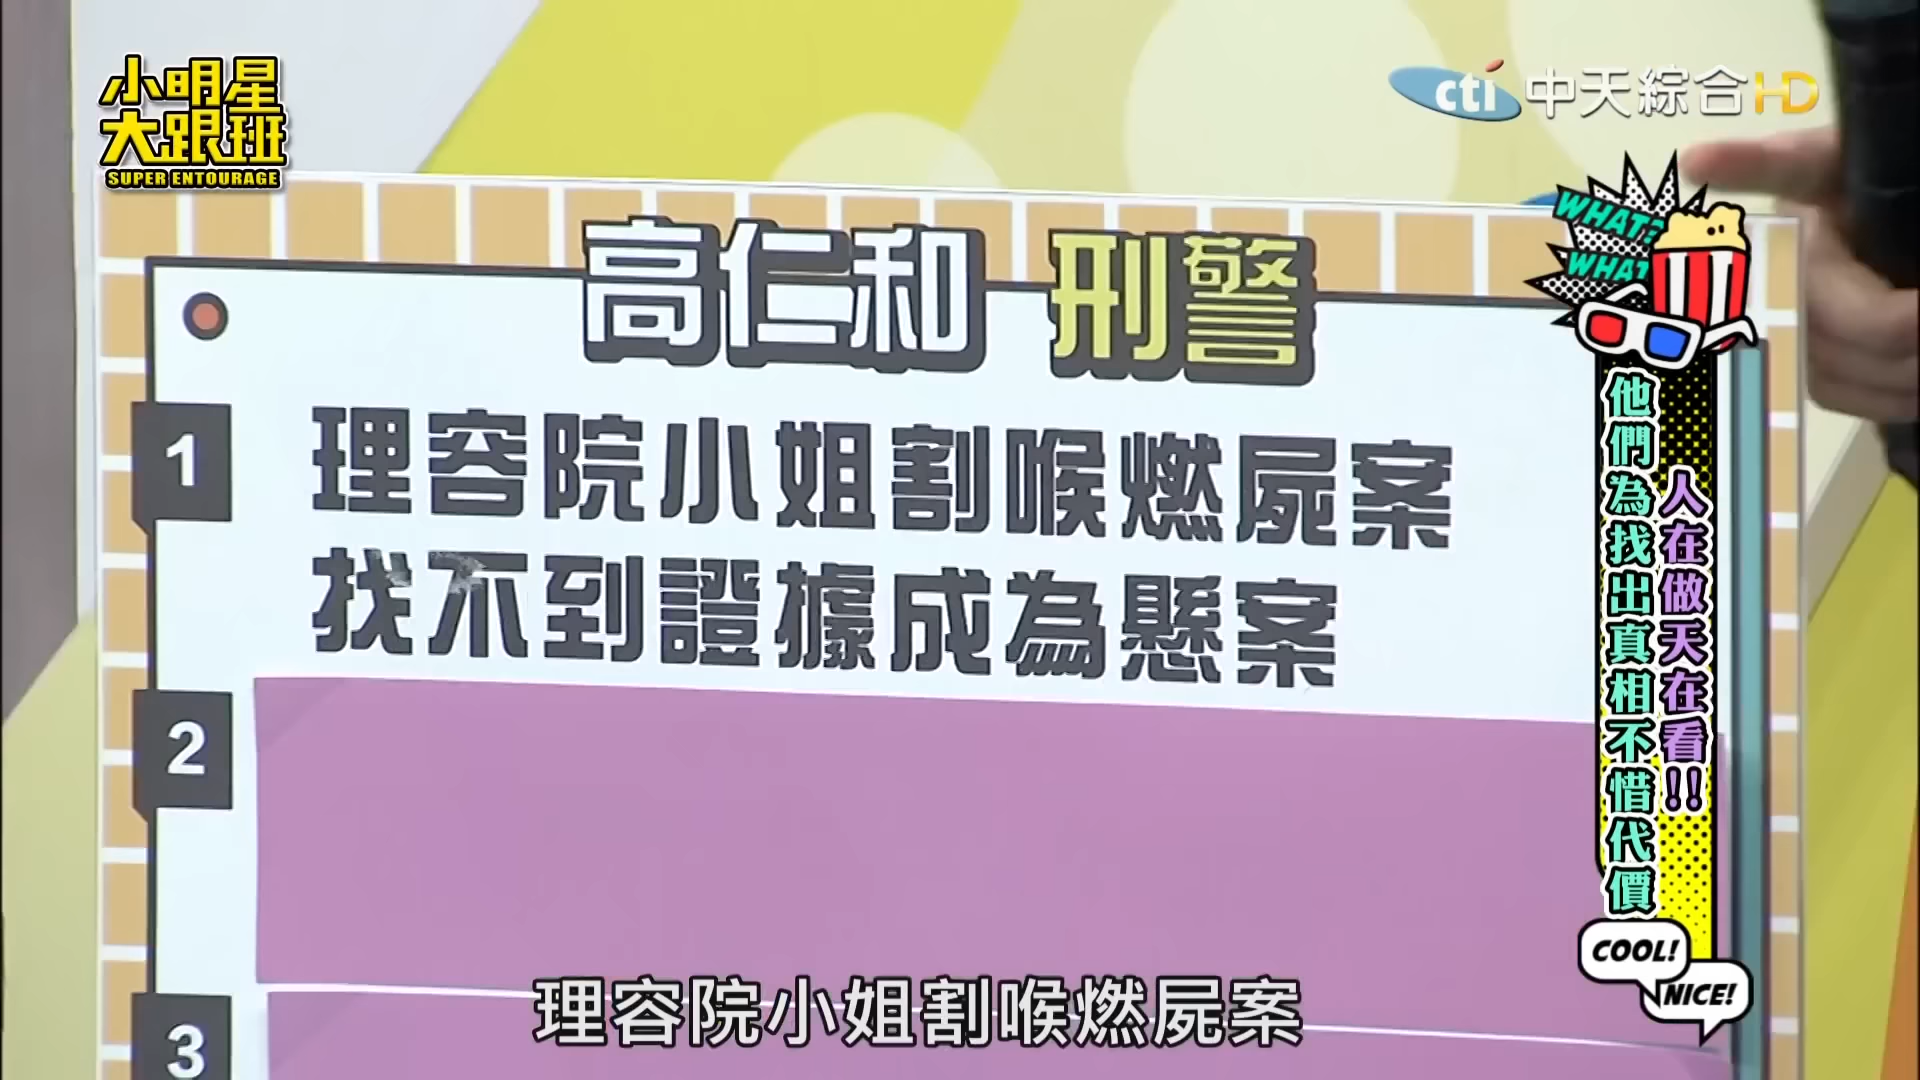 小明星
大跟班
SUPER ENTOURAGE
cti 中天綜合HD
WHAT?
WHAT
高仁和 刑警
1
理容院小姐割喉燃屍案
找不到證據成為懸案
2
3
人在做天在看!!
他們為找出真相不惜代價
COOL!
NICE!
理容院小姐割喉燃屍案